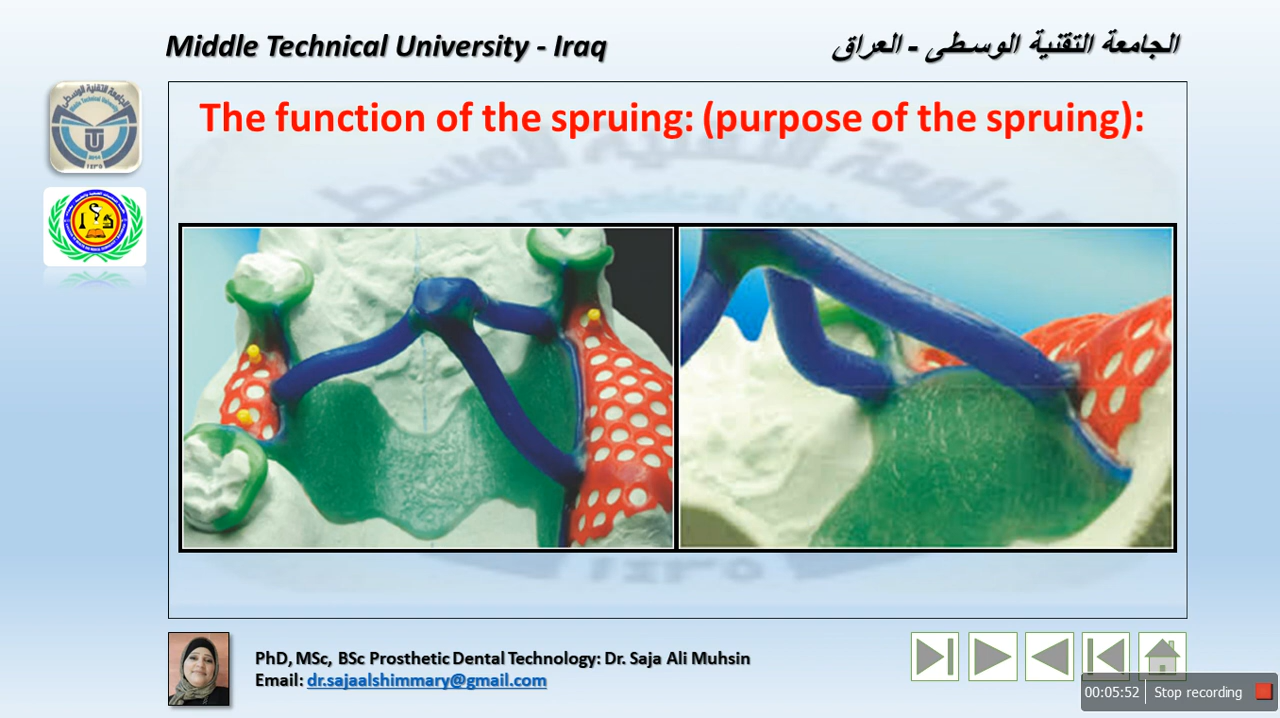 Middle Technical University - Iraq
الجامعة التقنية الوسطى - العراق
The function of the spruing: (purpose of the spruing):
PhD, MSc, BSc Prosthetic Dental Technology: Dr. Saja Ali Muhsin
Email: dr.sajaalshimmary@gmail.com
00:05:52
Stop recording